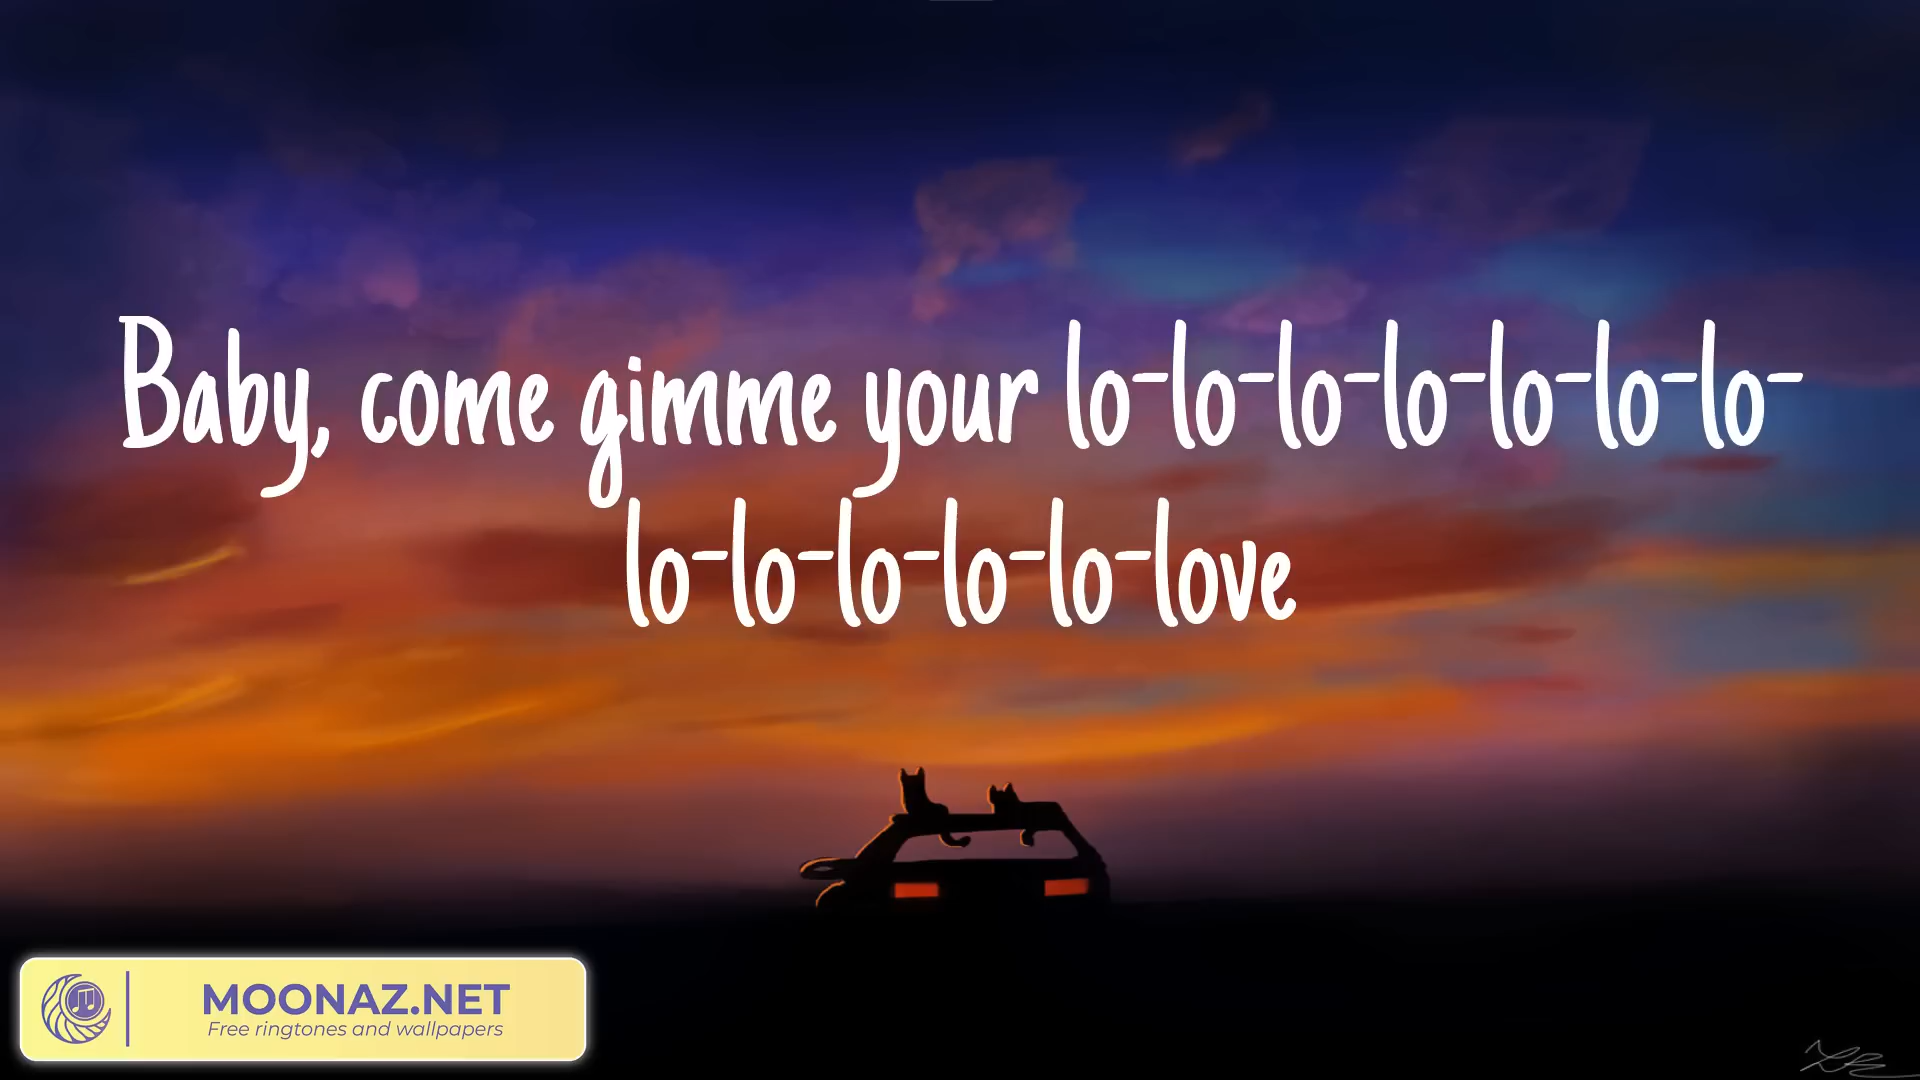 Baby, come gimme your lo-lo-lo-lo-lo-lo-lo-
lo-lo-lo-lo-lo-love
MOONAZ.NET
Free ringtones and wallpapers